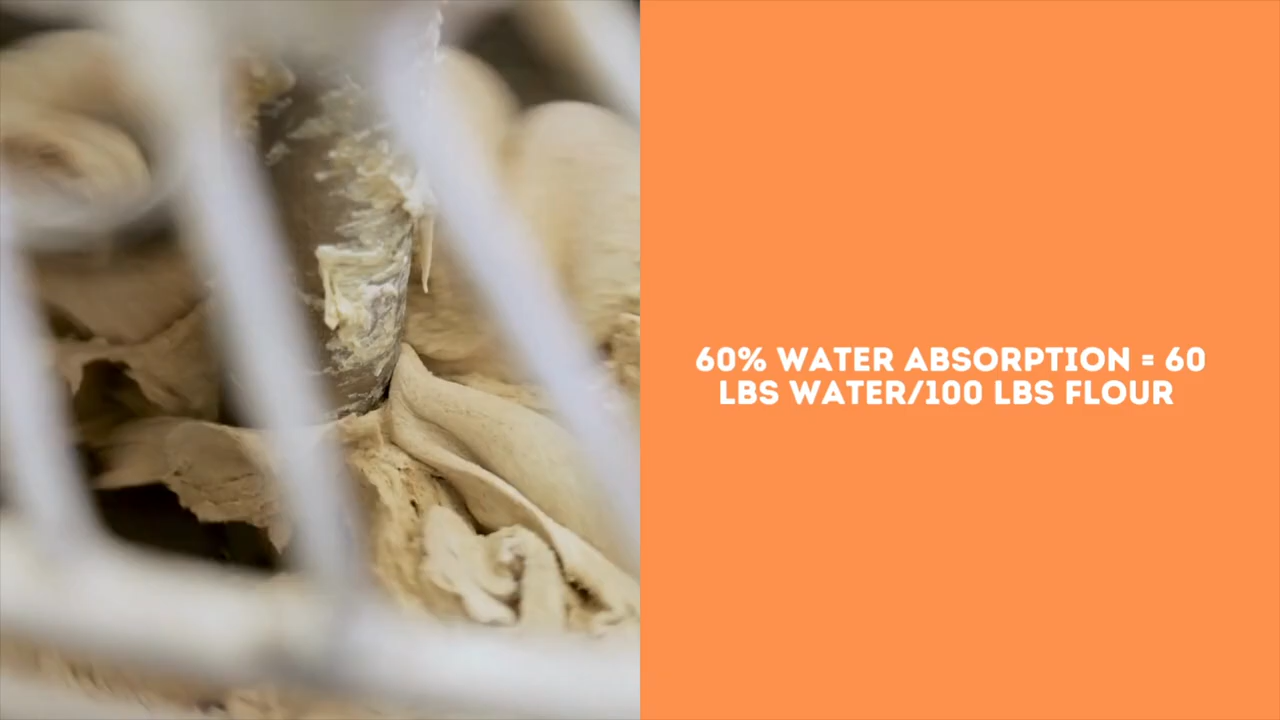 60% WATER ABSORPTION = 60
LBS WATER/100 LBS FLOUR